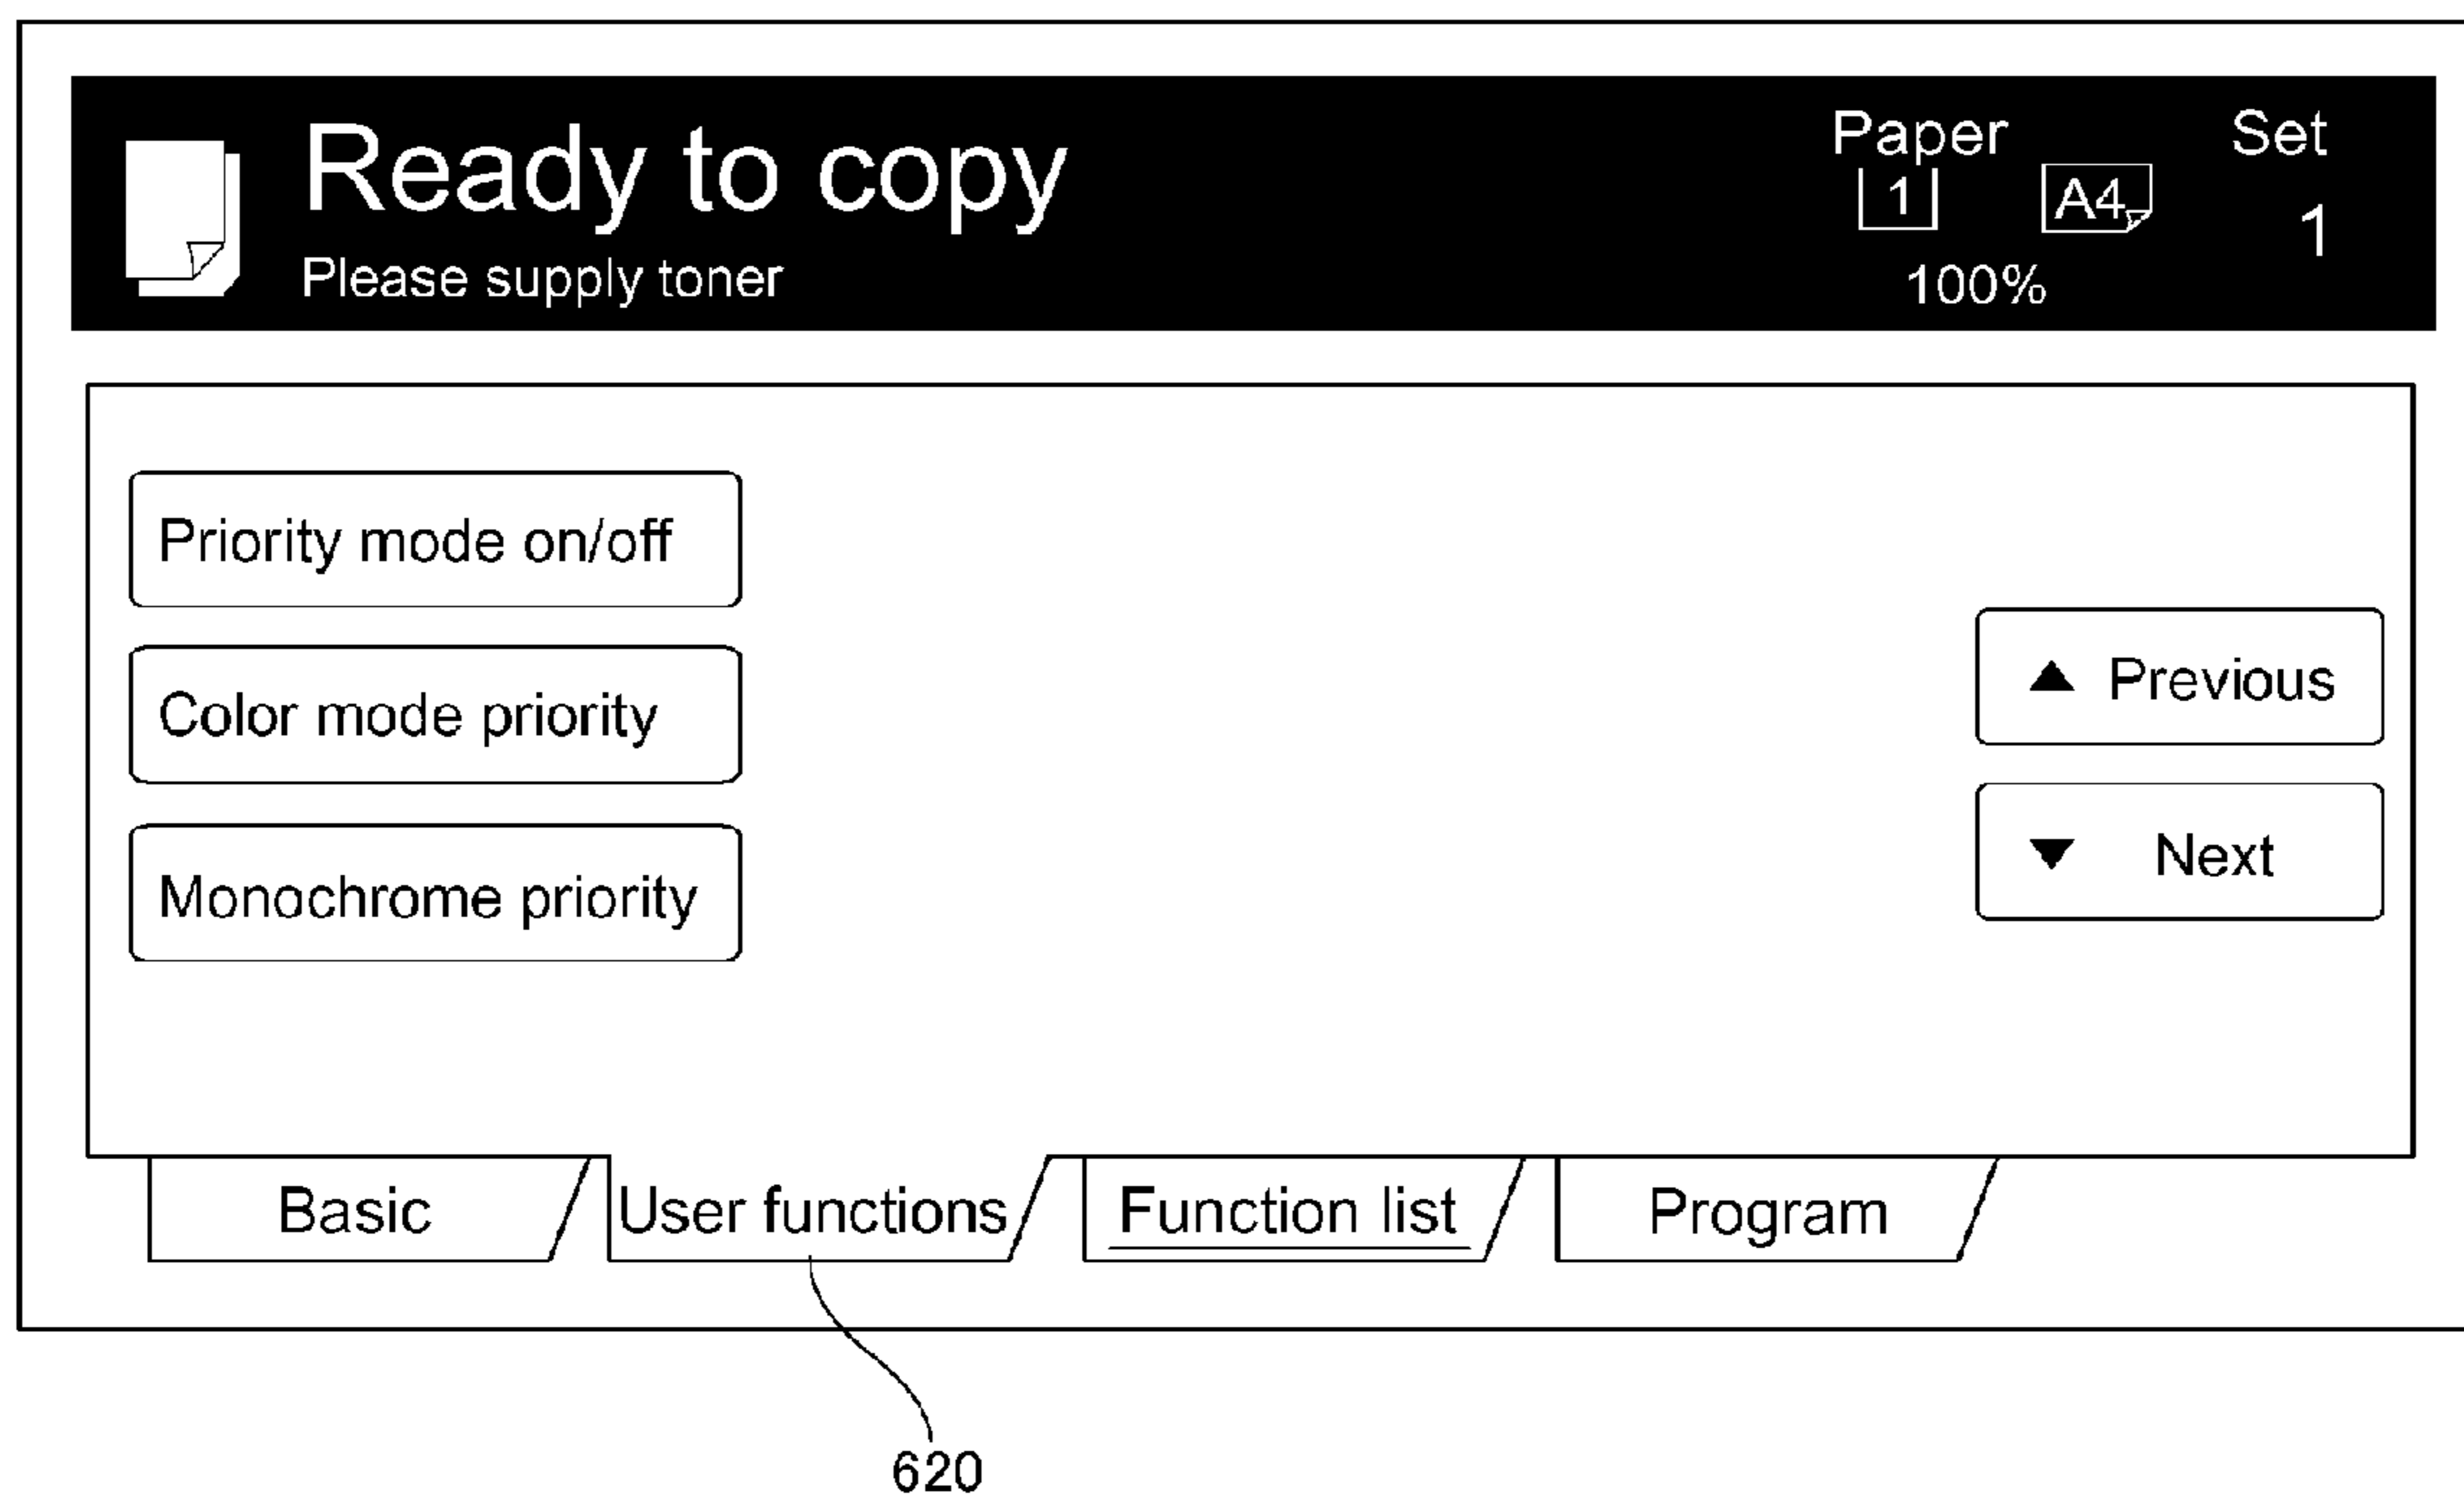 Ready to copy
Please supply toner
Paper
1
A4
100%
Set
1
Priority mode on/off
Color mode priority
Monochrome priority
▲ Previous
▼ Next
Basic
User functions
Function list
Program
620